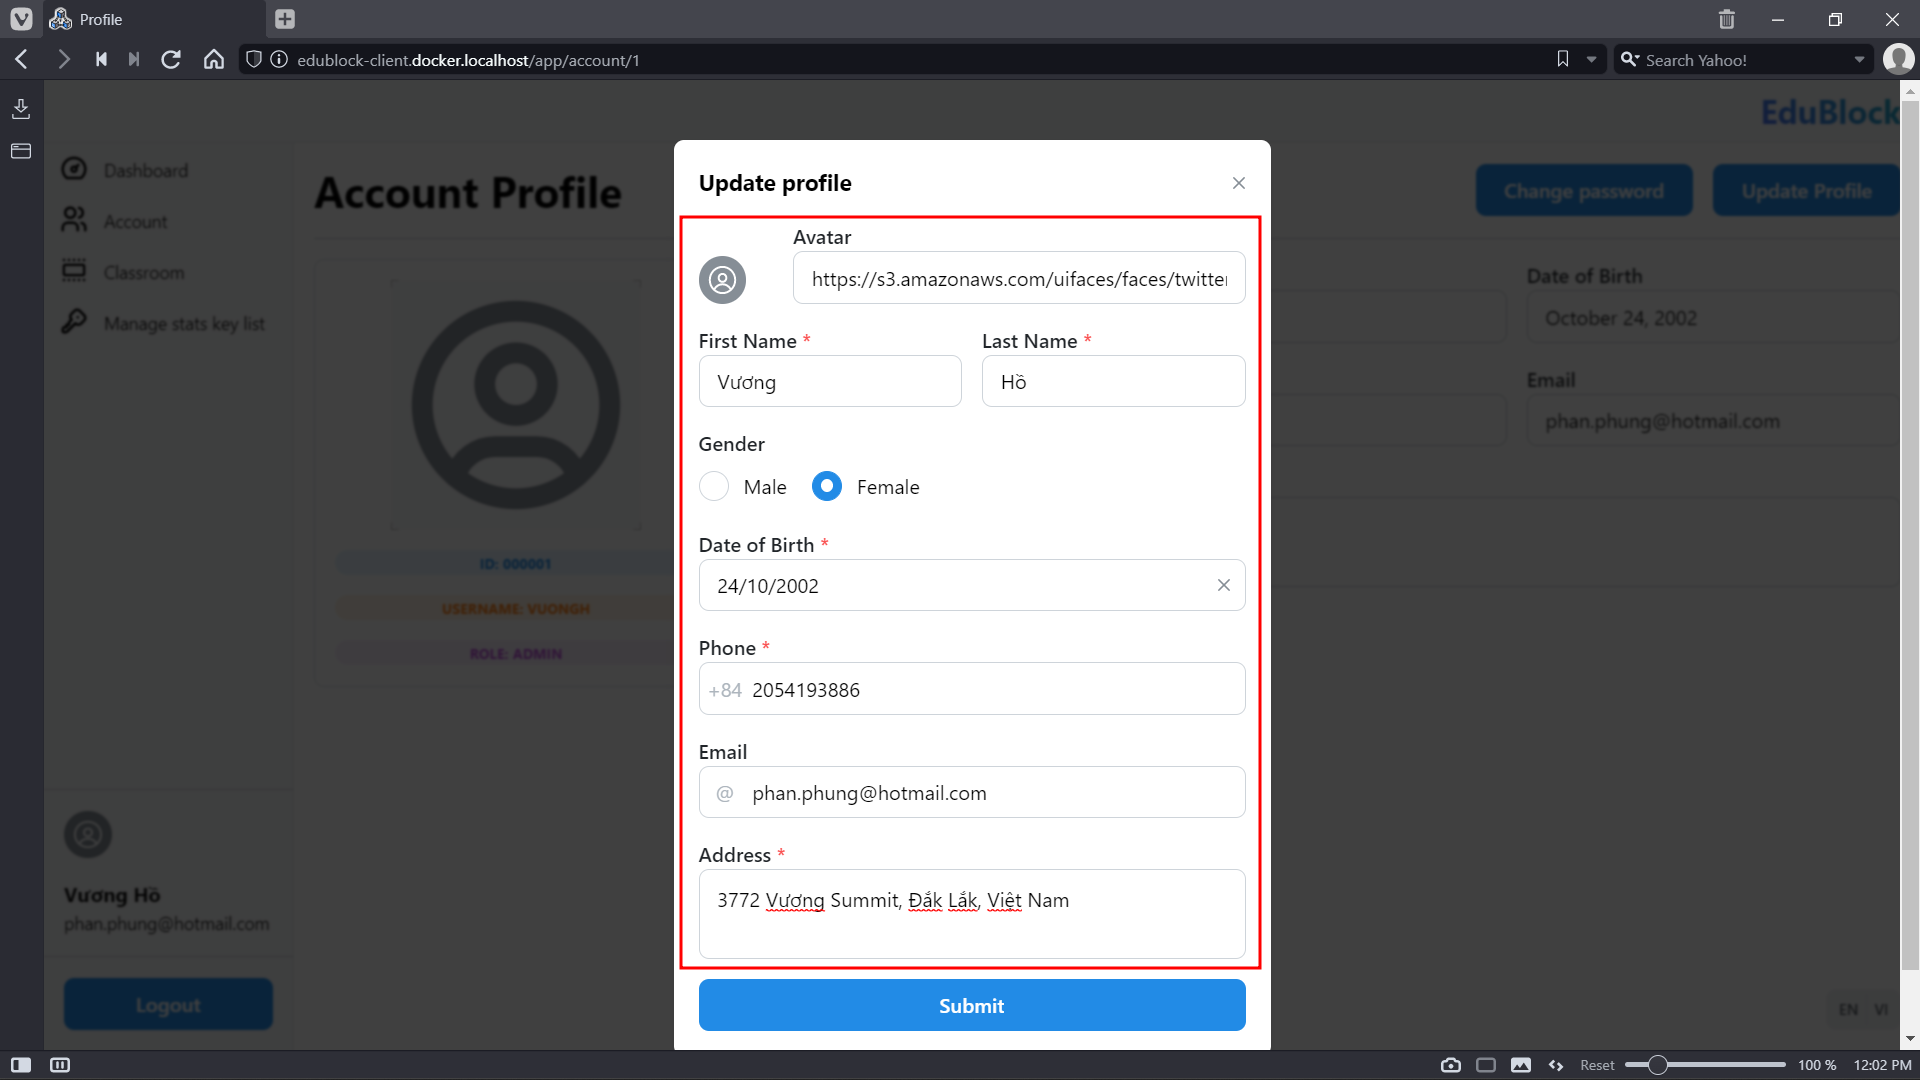 Profile
edublock-client.docker.localhost/app/account/1
Search Yahoo!
EduBlock
Dashboard
Account
Classroom
Manage stats key list
Account Profile
Change password
Update Profile
ID: 000001
USERNAME: VUONGH
ROLE: ADMIN
Date of Birth
October 24, 2002
Email
phan.phung@hotmail.com
Update profile
Avatar
https://s3.amazonaws.com/uifaces/faces/twitter
First Name *
Last Name *
Vương
Hồ
Gender
Male
Female
Date of Birth *
24/10/2002
Phone *
+84 2054193886
Email
@ phan.phung@hotmail.com
Address *
3772 Vương Summit, Đắk Lắk, Việt Nam
Submit
Vương Hồ
phan.phung@hotmail.com
Logout
EN VI
Reset
100 %
12:02 PM